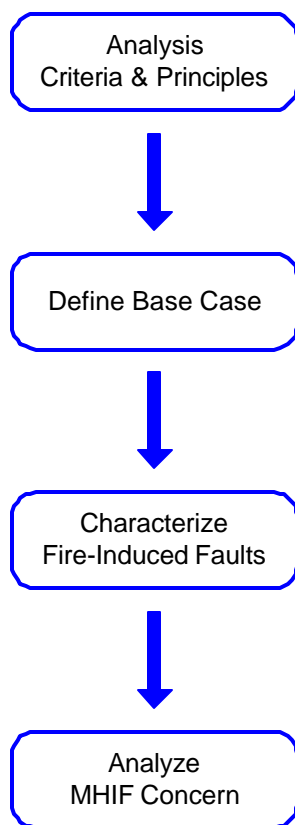 Analysis
Criteria & Principles
Define Base Case
Characterize
Fire-Induced Faults
Analyze
MHIF Concern